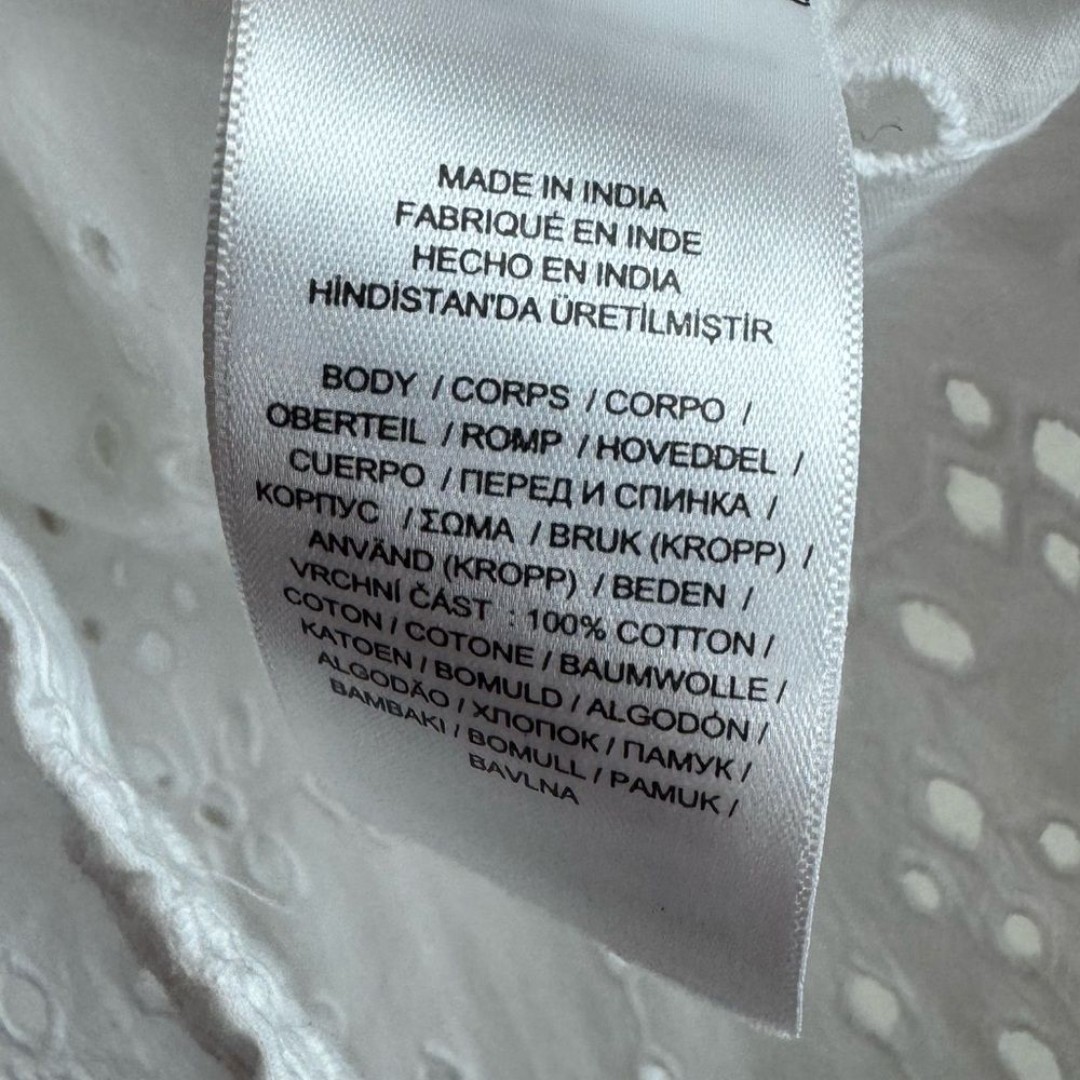 MADE IN INDIA
FABRIQUÉ EN INDE
HECHO EN INDIA
HİNDİSTAN'DA ÜRETİLMİŞTİR
BODY / CORPS / CORPO /
OBERTEIL / ROMP / HOVEDDEL /
CUERPO / ПЕРЕД И СПИНКА /
КОРПУС / ΣΩΜΑ / BRUK (KROPP) /
ANVÄND (KROPP) / BEDEN /
VRCHNÍ ČÁST : 100% COTTON /
COTON / COTONE / BAUMWOLLE /
KATOEN / BOMULD / ALGODÓN /
ALGODÃO / ХЛОПОК / ПАМУК /
BAMBAKI / BOMULL / PAMUK /
BAVLNA